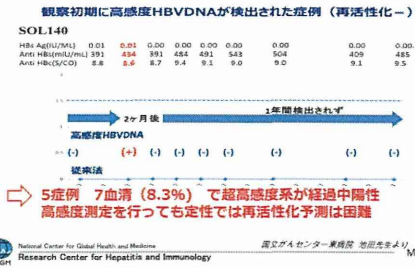 観察初期に高感度HBVDNAが検出された症例（再活性化－）
SOL140
HBs Ag(IU/ML) 0.01 0.01 0.00 0.00 0.00 0.00 0.00 0.00 0.00
Anti HBs(mIU/mL) 391 454 391 484 491 543 504 409 485
Anti HBc(S/CO) 8.8 8.6 8.7 9.4 9.1 9.0 9.0 9.1 9.5
2ヶ月後
1年間検出されず
高感度HBVDNA
(-) (+) (-) (-) (-) (-) (-) (-) (-)
従来法
5症例 7血清（8.3%）で超高感度系が経過中陽性
高感度測定を行っても定性では再活性化予測は困難
National Center for Global Health and Medicine
Research Center for Hepatitis and Immunology
国立がんセンター東病院 池田先生より